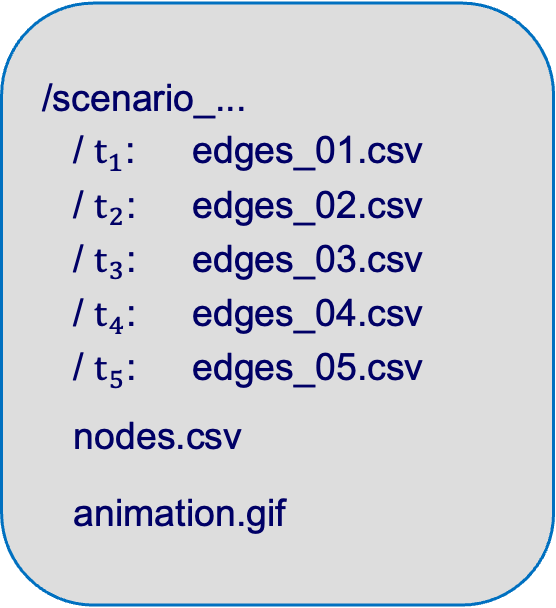 /scenario_...
/ t₁: edges_01.csv
/ t₂: edges_02.csv
/ t₃: edges_03.csv
/ t₄: edges_04.csv
/ t₅: edges_05.csv
nodes.csv
animation.gif